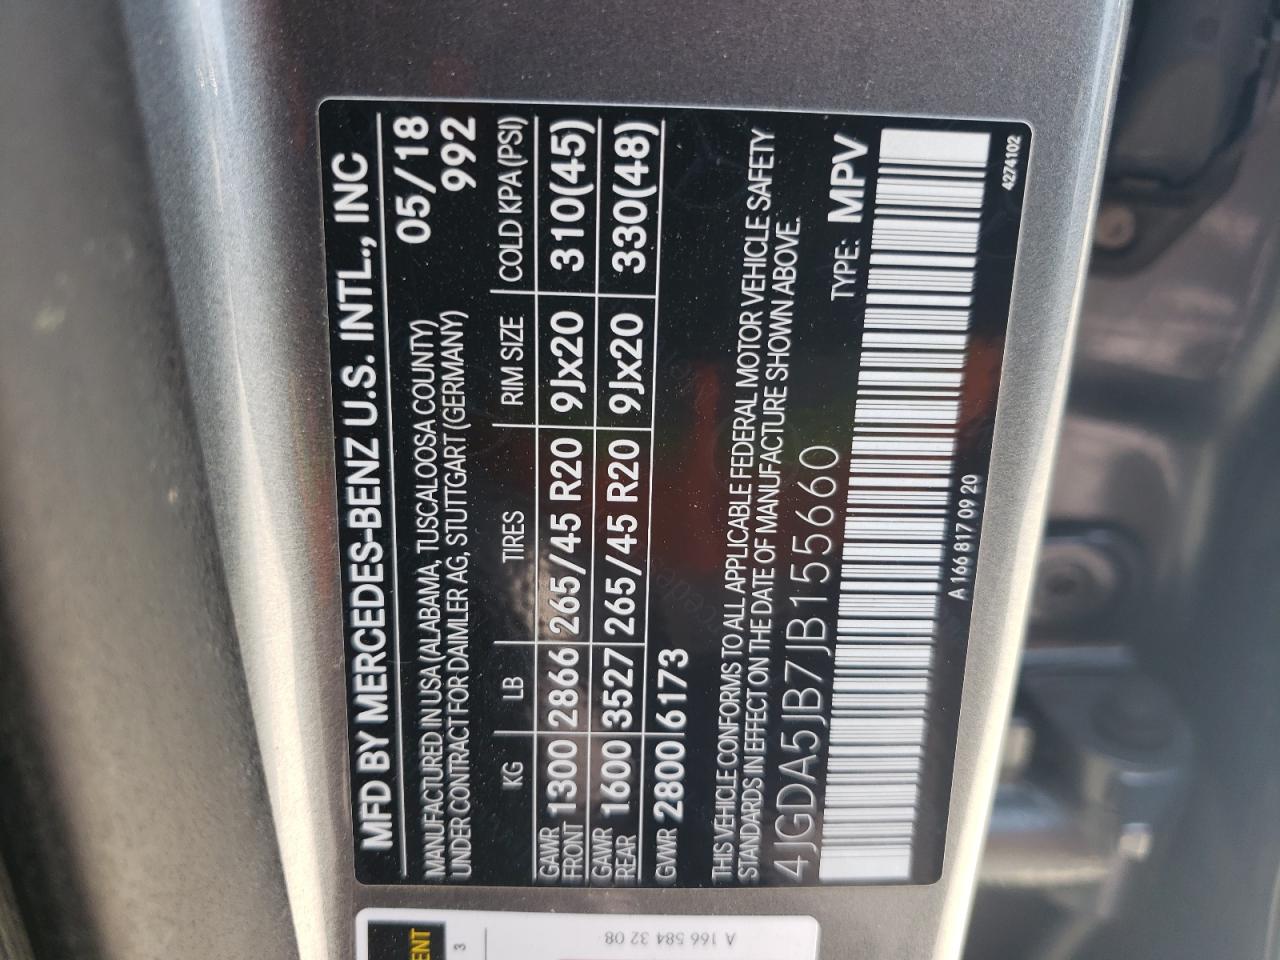 MFD BY MERCEDES-BENZ U.S. INTL., INC
MANUFACTURED IN USA (ALABAMA, TUSCALOOSA COUNTY) 05/18
UNDER CONTRACT FOR DAIMLER AG, STUTTGART (GERMANY) 992
KG LB TIRES RIM SIZE COLD KPA (PSI)
GAWR
FRONT 1300 2866 265/45 R20 9Jx20 310(45)
GAWR
REAR 1600 3527 265/45 R20 9Jx20 330(48)
GVWR 2800 6173
THIS VEHICLE CONFORMS TO ALL APPLICABLE FEDERAL MOTOR VEHICLE SAFETY
STANDARDS IN EFFECT ON THE DATE OF MANUFACTURE SHOWN ABOVE.
4JGDA5JB7JB155660 TYPE: MPV
A 166 817 09 20
4274102
A 166 584 32 08
3